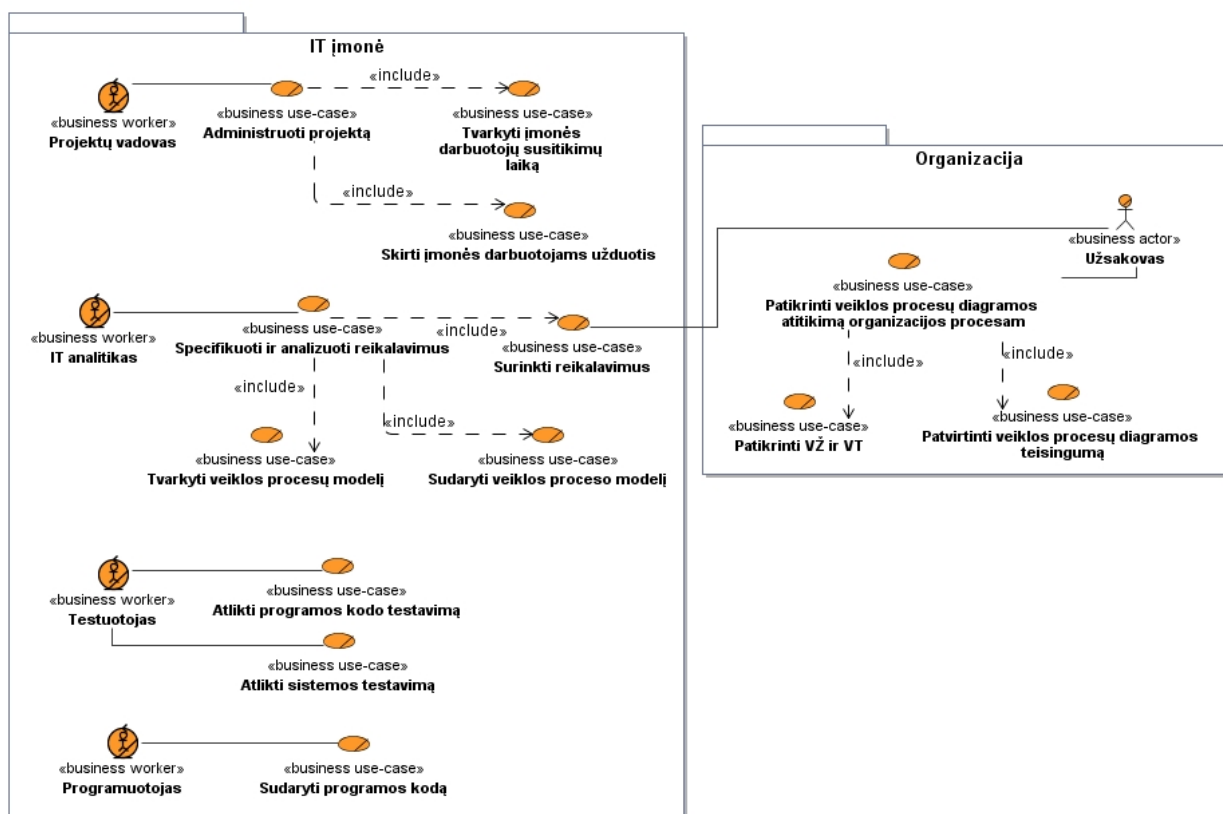 IT įmonė
«include»
«business worker»
Projektų vadovas
«business use-case»
Administruoti projektą
«business use-case»
Tvarkyti įmonės
darbuotojų susitikimų
laiką
«include»
«business use-case»
Skirti įmonės darbuotojams užduotis
«business worker»
IT analitikas
«business use-case»
Specifikuoti ir analizuoti reikalavimus
«include»
«business use-case»
Surinkti reikalavimus
«include»
«include»
«business use-case»
Tvarkyti veiklos procesų modelį
«business use-case»
Sudaryti veiklos proceso modelį
«business worker»
Testuotojas
«business use-case»
Atlikti programos kodo testavimą
«business use-case»
Atlikti sistemos testavimą
«business worker»
Programuotojas
«business use-case»
Sudaryti programos kodą
Organizacija
«business actor»
Užsakovas
«business use-case»
Patikrinti veiklos procesų diagramos
atitikimą organizacijos procesam
«include»
«include»
«business use-case»
Patikrinti VŽ ir VT
«business use-case»
Patvirtinti veiklos procesų diagramos
teisingumą